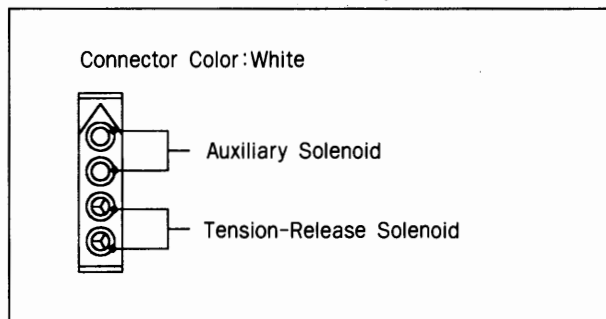 Connector Color:White
Auxiliary Solenoid
Tension-Release Solenoid